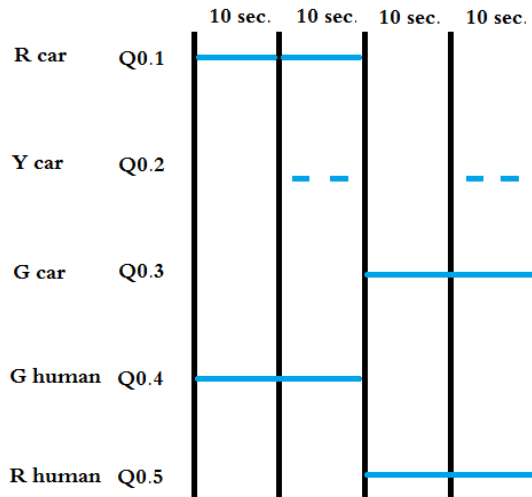 10 sec. 10 sec. 10 sec. 10 sec.
R car Q0.1
Y car Q0.2
G car Q0.3
G human Q0.4
R human Q0.5